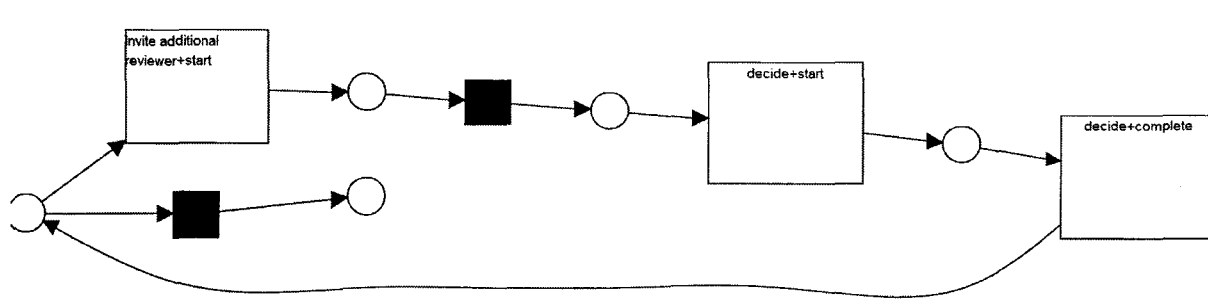 invite additional
reviewer+start
decide+start
decide+complete